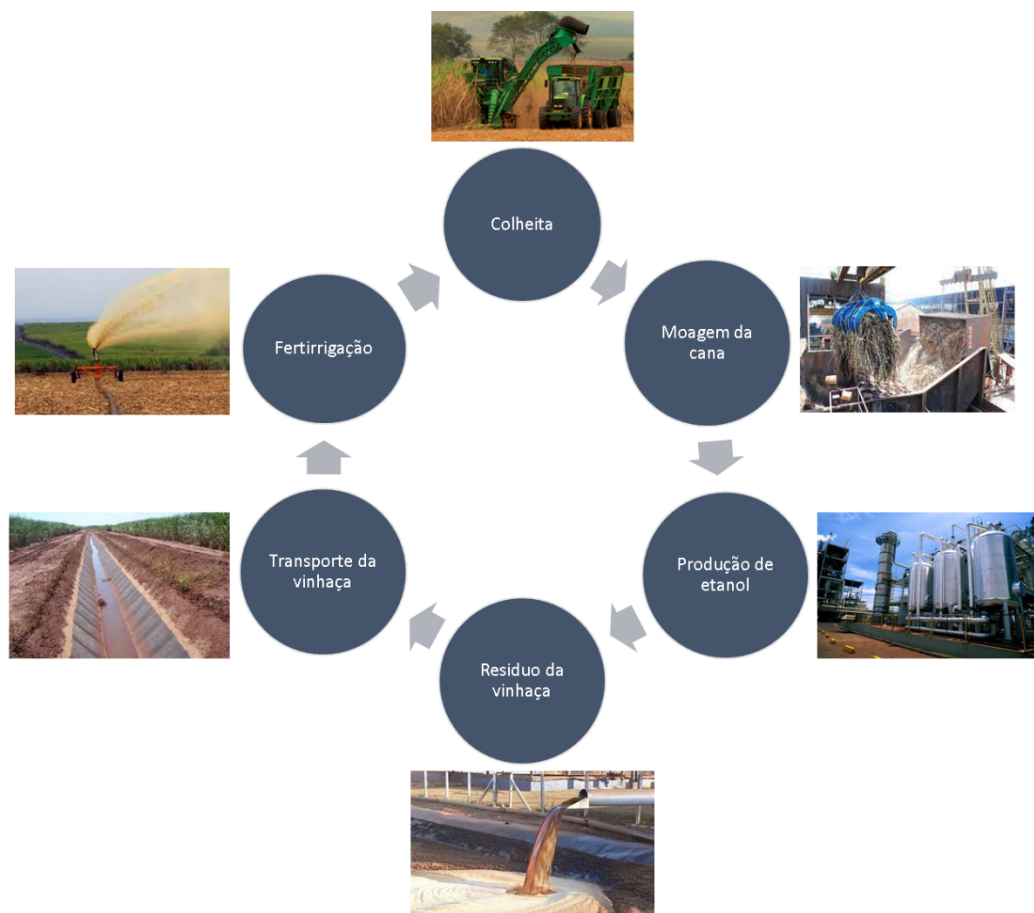 Colheita
Moagem da
cana
Produção de
etanol
Residuo da
vinhaça
Transporte da
vinhaça
Fertirrigação